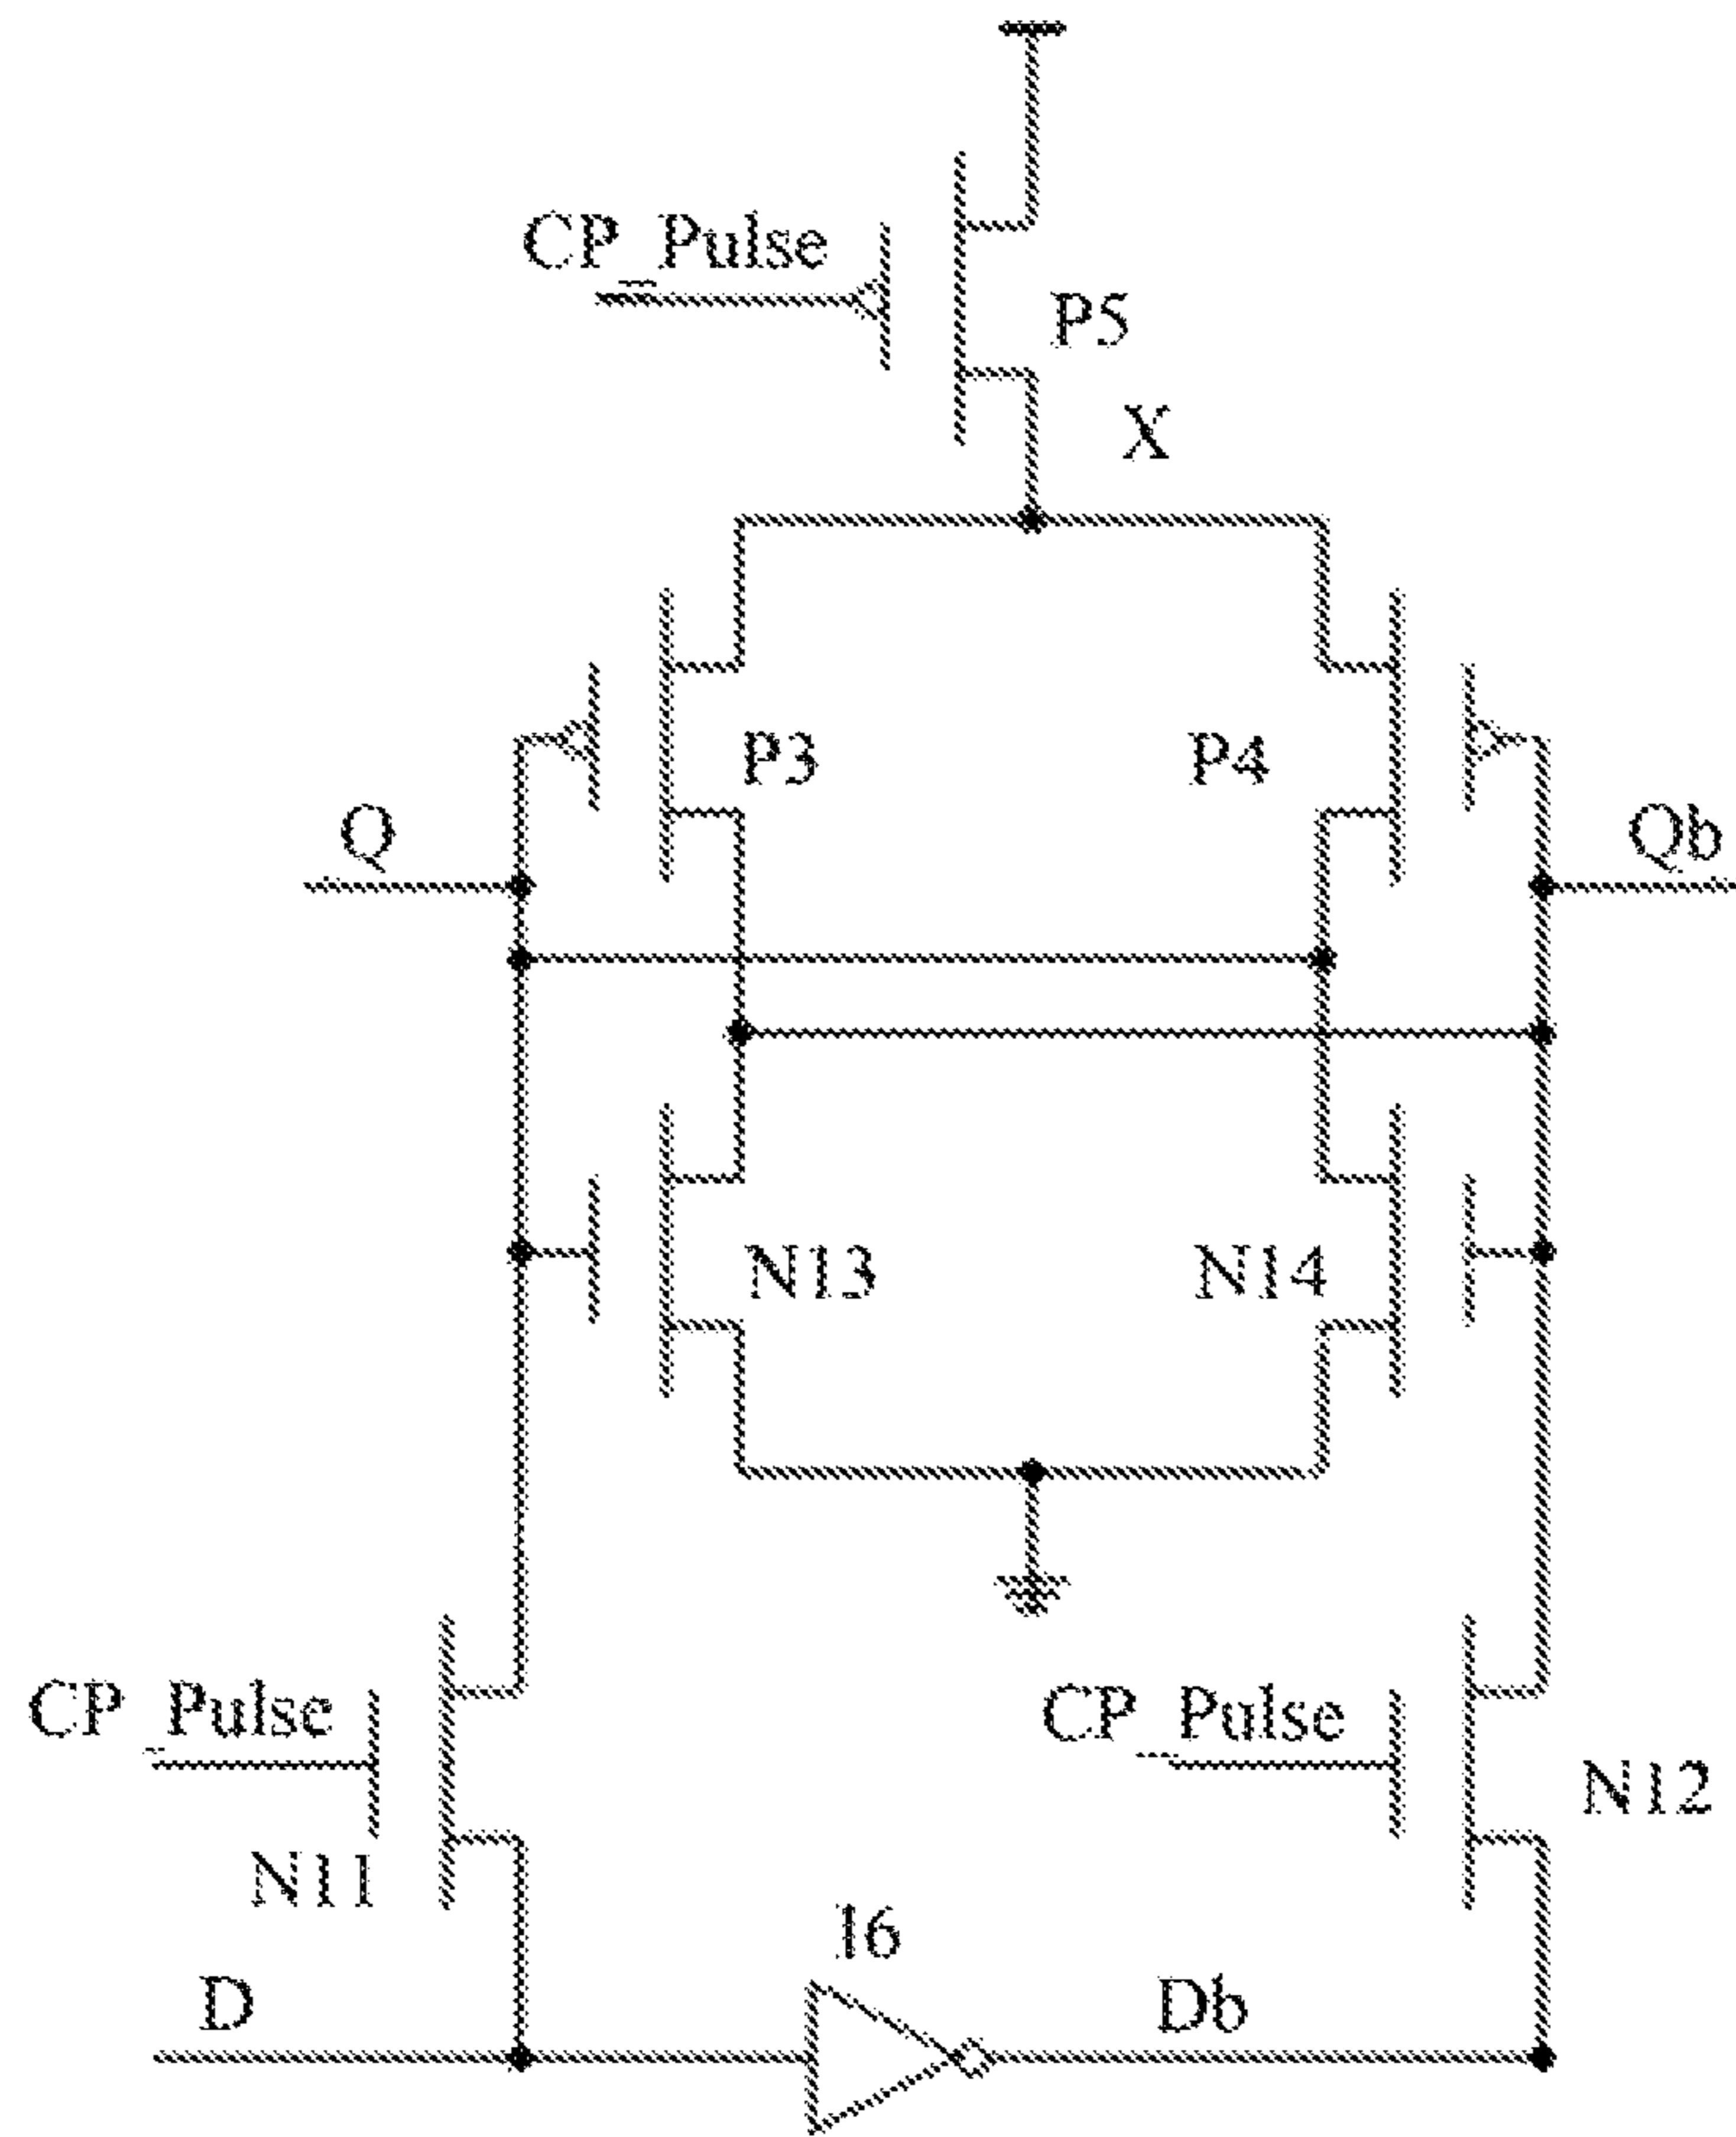 CP_Pulse
P5
X
P3
P4
Q
Qb
N13
N14
CP_Pulse
CP_Pulse
N12
N11
I6
D
Db